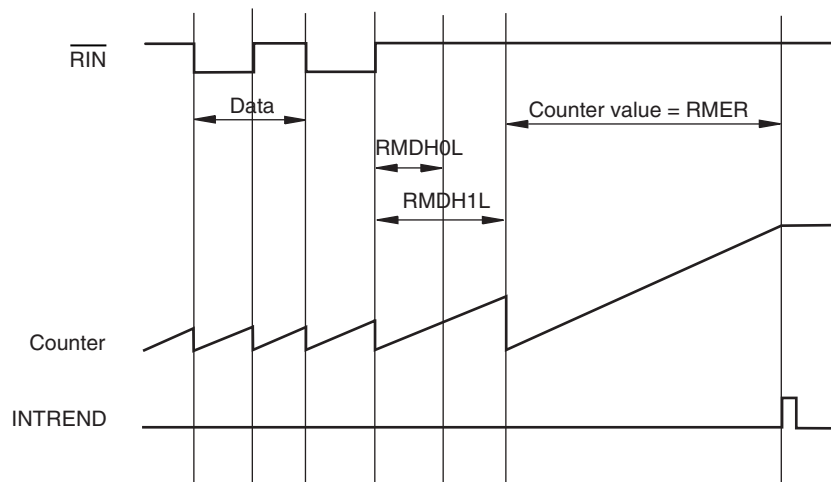 RIN
Data
Counter value = RMER
RMDH0L
RMDH1L
Counter
INTREND